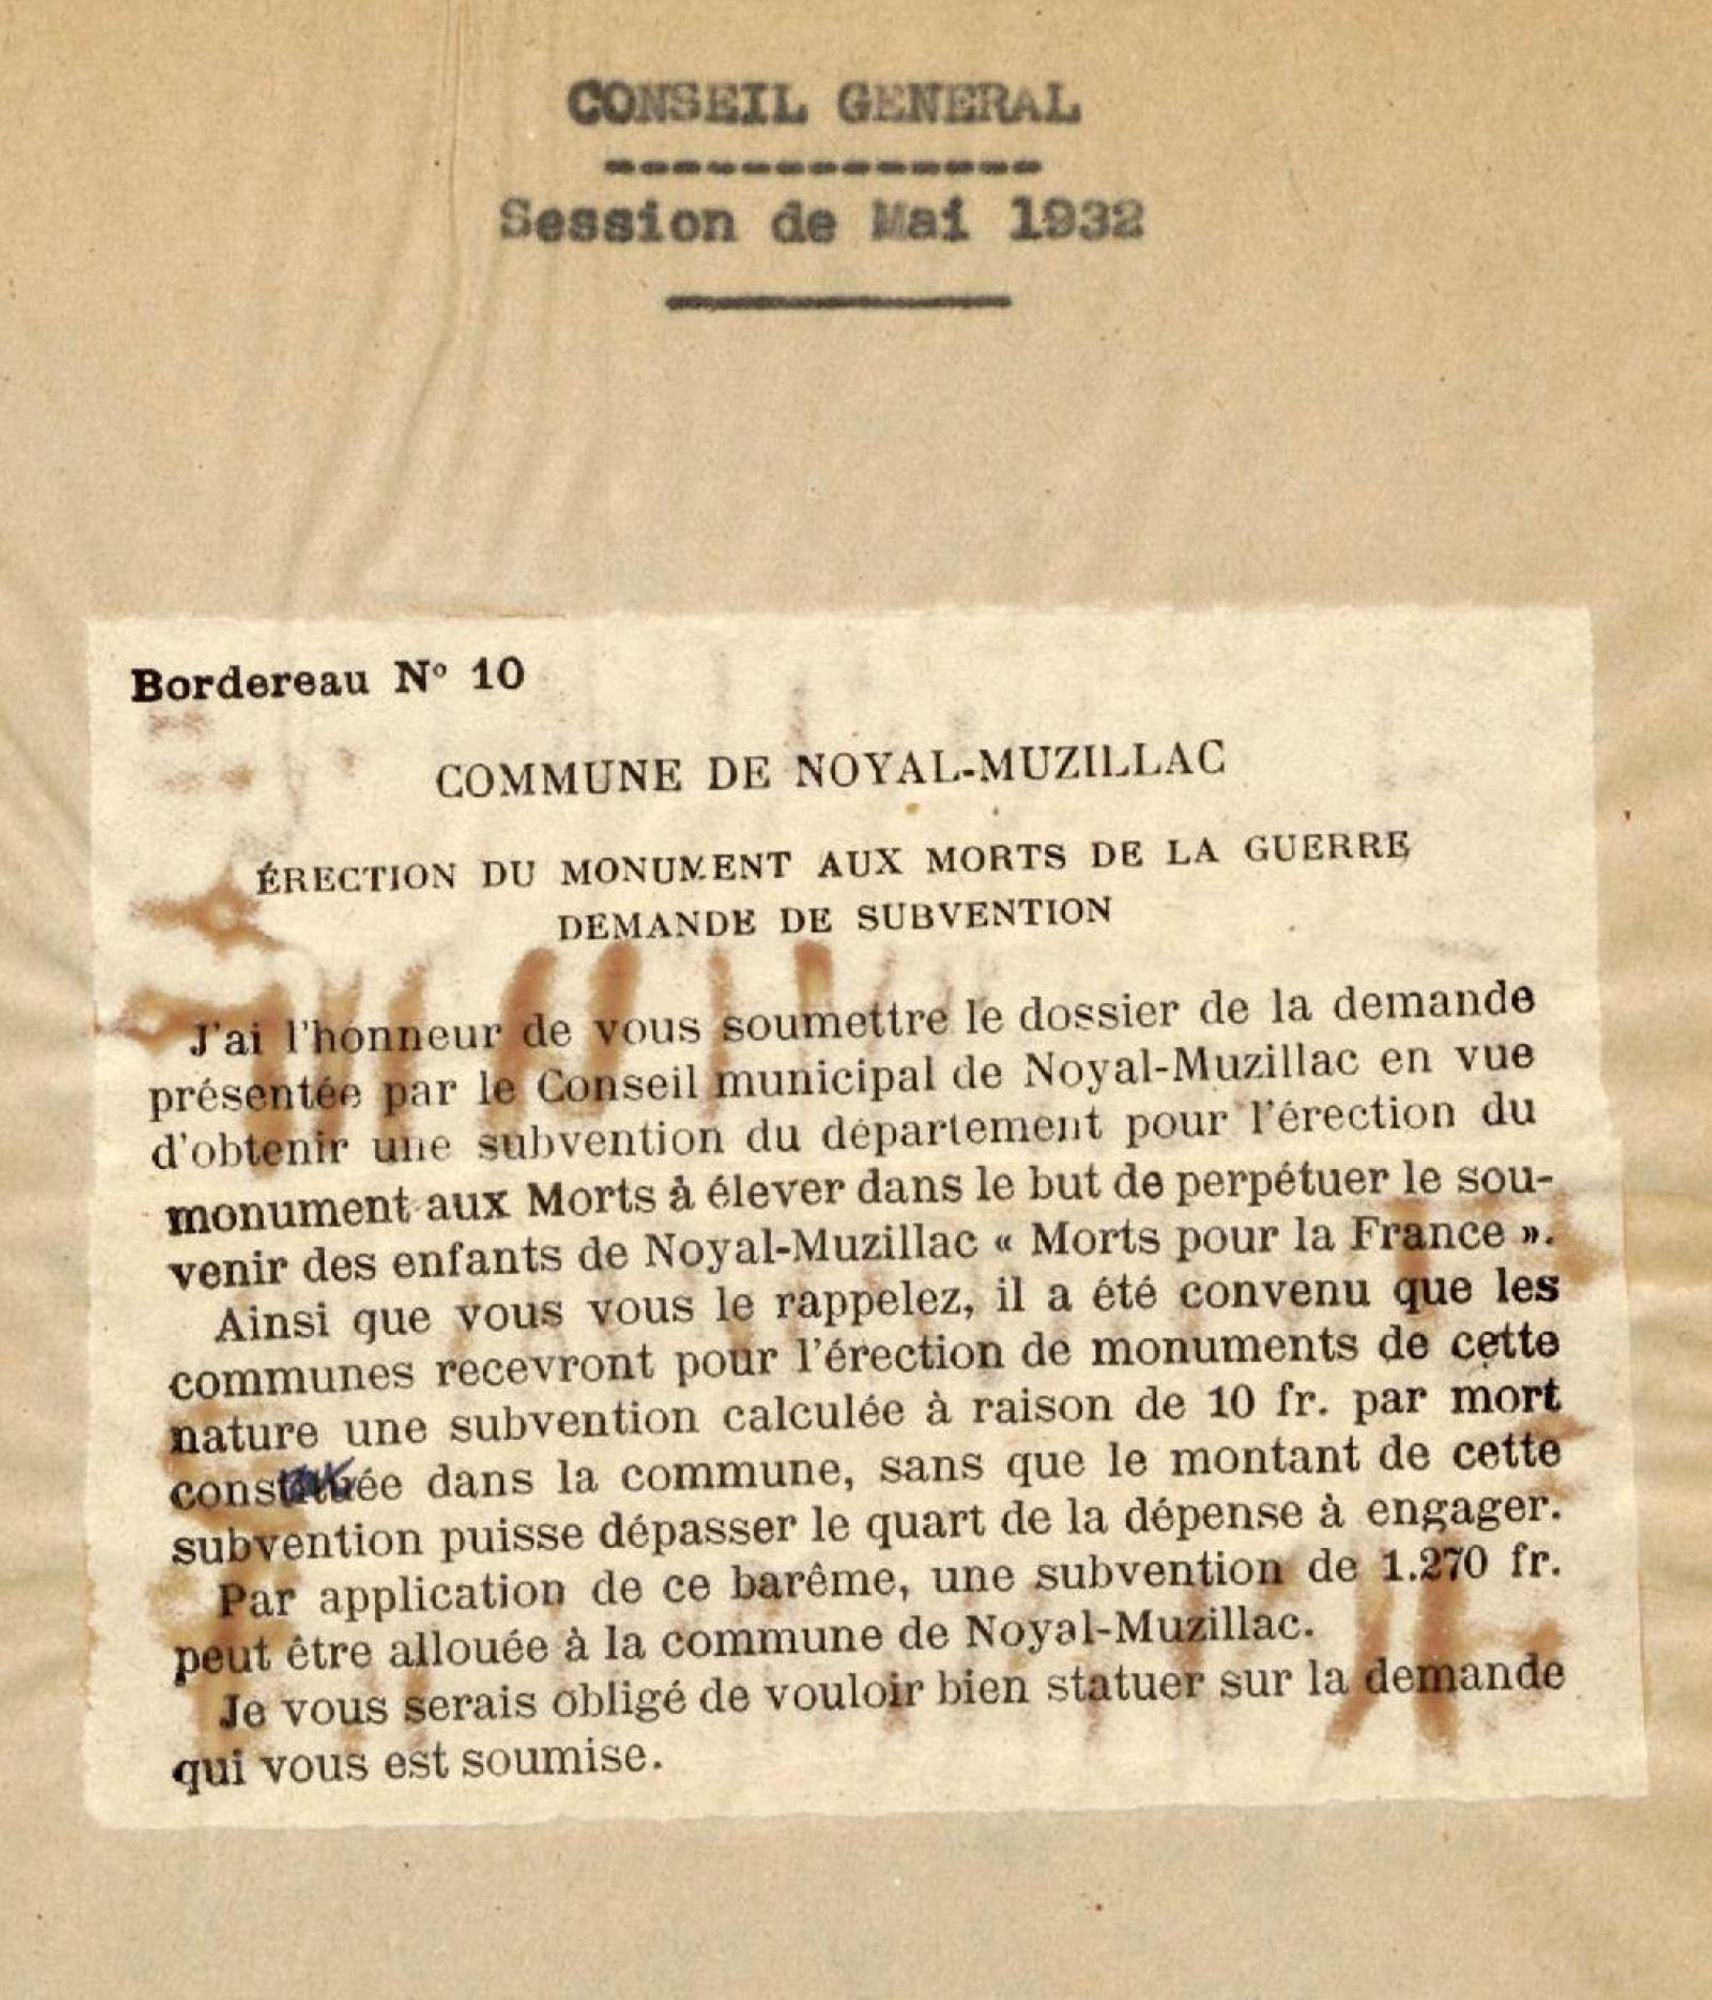 CONSEIL GENERAL
Session de Mai 1932
Bordereau N° 10
COMMUNE DE NOYAL-MUZILLAC
ÉRECTION DU MONUMENT AUX MORTS DE LA GUERRE
DEMANDE DE SUBVENTION
J'ai l'honneur de vous soumettre le dossier de la demande
présentée par le Conseil municipal de Noyal-Muzillac en vue
d'obtenir une subvention du département pour l'érection du
monument aux Morts à élever dans le but de perpétuer le sou-
venir des enfants de Noyal-Muzillac « Morts pour la France ».
Ainsi que vous vous le rappelez, il a été convenu que les
communes recevront pour l'érection de monuments de cette
nature une subvention calculée à raison de 10 fr. par mort
dans la commune, sans que le montant de cette
subvention puisse dépasser le quart de la dépense à engager.
Par application de ce barême, une subvention de 1.270 fr.
peut être allouée à la commune de Noyal-Muzillac.
Je vous serais obligé de vouloir bien statuer sur la demande
qui vous est soumise.